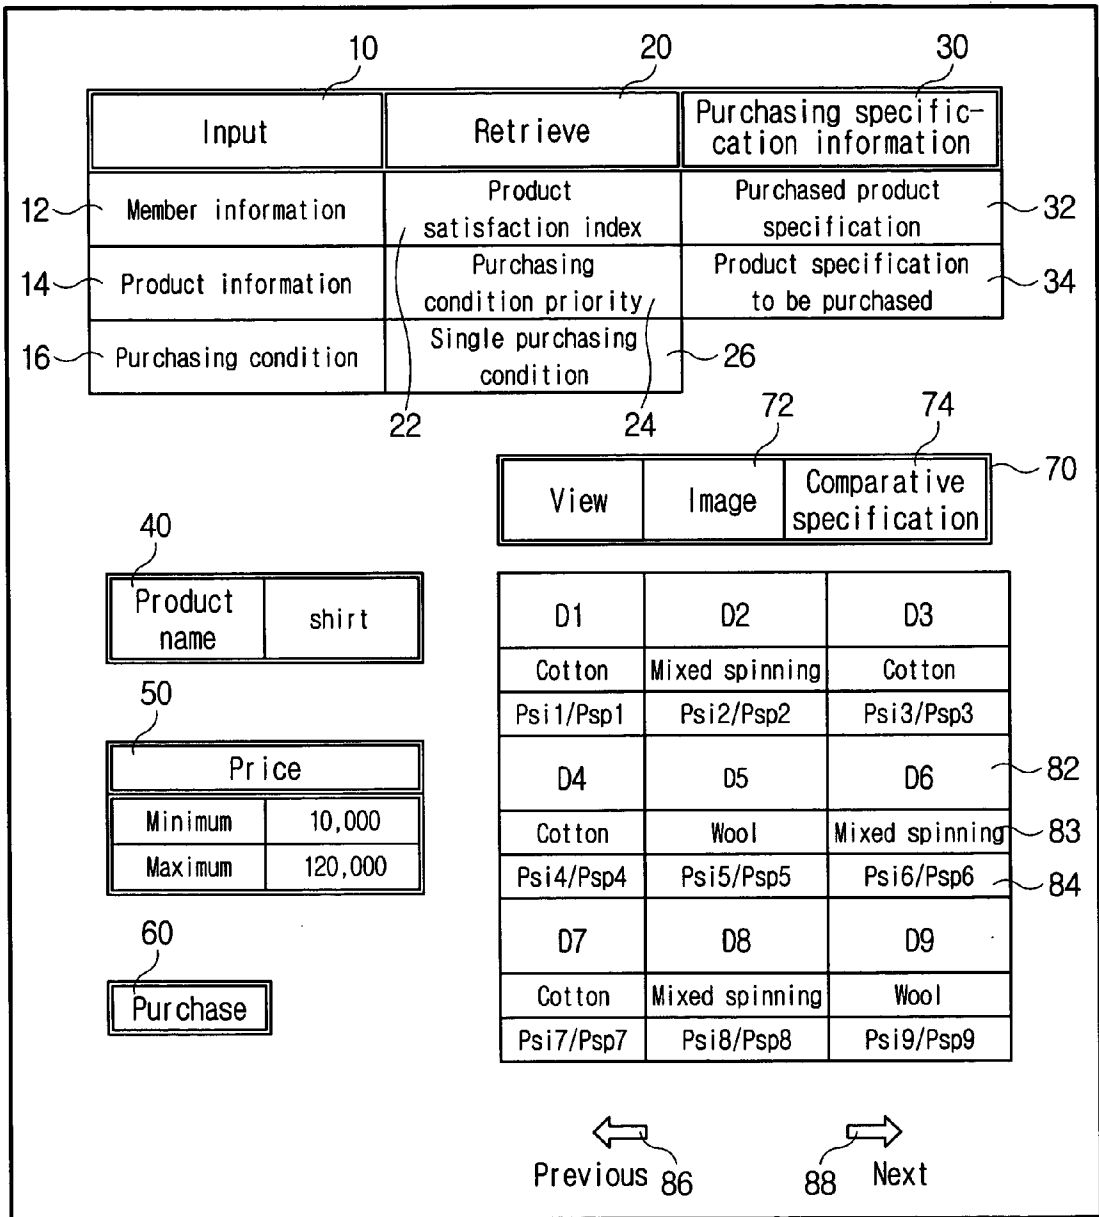 10
20
30
Input
Retrieve
Purchasing specific-
cation information
12
Member information
Product
satisfaction index
Purchased product
specification
32
14
Product information
Purchasing
condition priority
Product specification
to be purchased
34
16
Purchasing condition
Single purchasing
condition
26
22
24
72
74
View
Image
Comparative
specification
70
40
Product
name
shirt
50
Price
Minimum
10,000
Maximum
120,000
60
Purchase
D1
D2
D3
Cotton
Mixed spinning
Cotton
Psi1/Psp1
Psi2/Psp2
Psi3/Psp3
D4
D5
D6
82
Cotton
Wool
Mixed spinning
83
Psi4/Psp4
Psi5/Psp5
Psi6/Psp6
84
D7
D8
D9
Cotton
Mixed spinning
Wool
Psi7/Psp7
Psi8/Psp8
Psi9/Psp9
Previous
86
88
Next